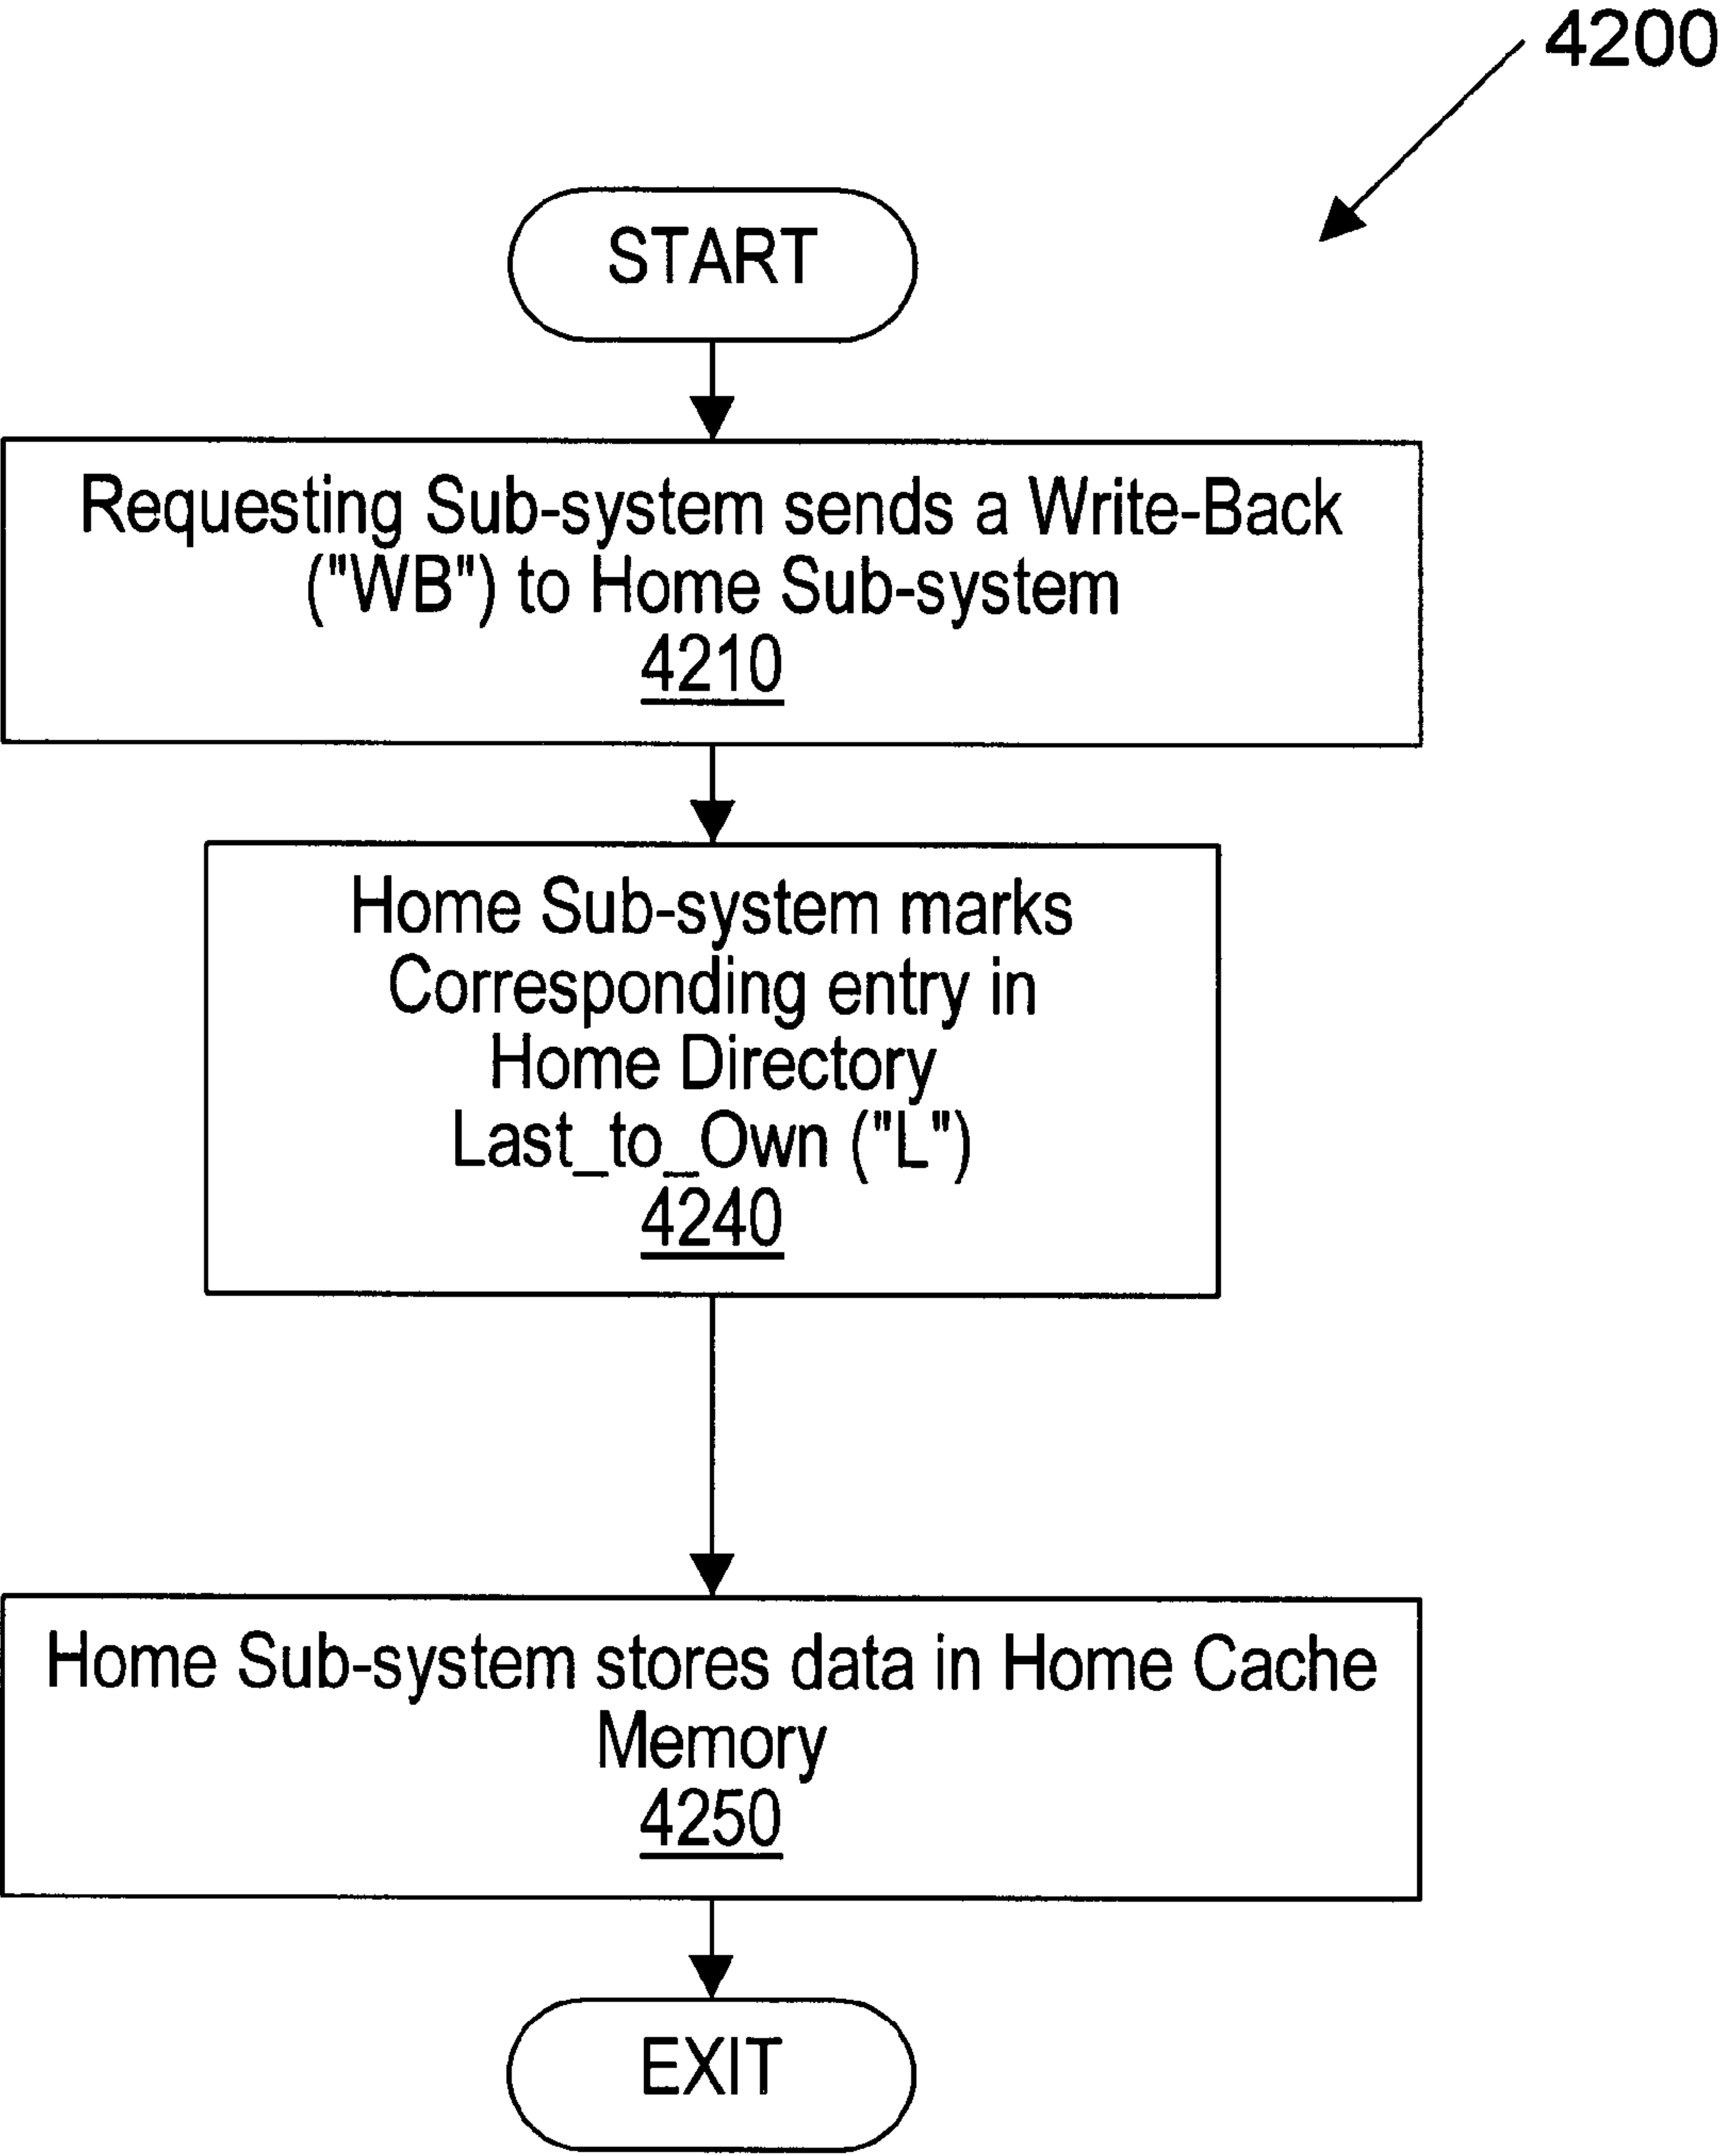 4200
START
Requesting Sub-system sends a Write-Back
("WB") to Home Sub-system
4210
Home Sub-system marks
Corresponding entry in
Home Directory
Last_to_Own ("L")
4240
Home Sub-system stores data in Home Cache
Memory
4250
EXIT